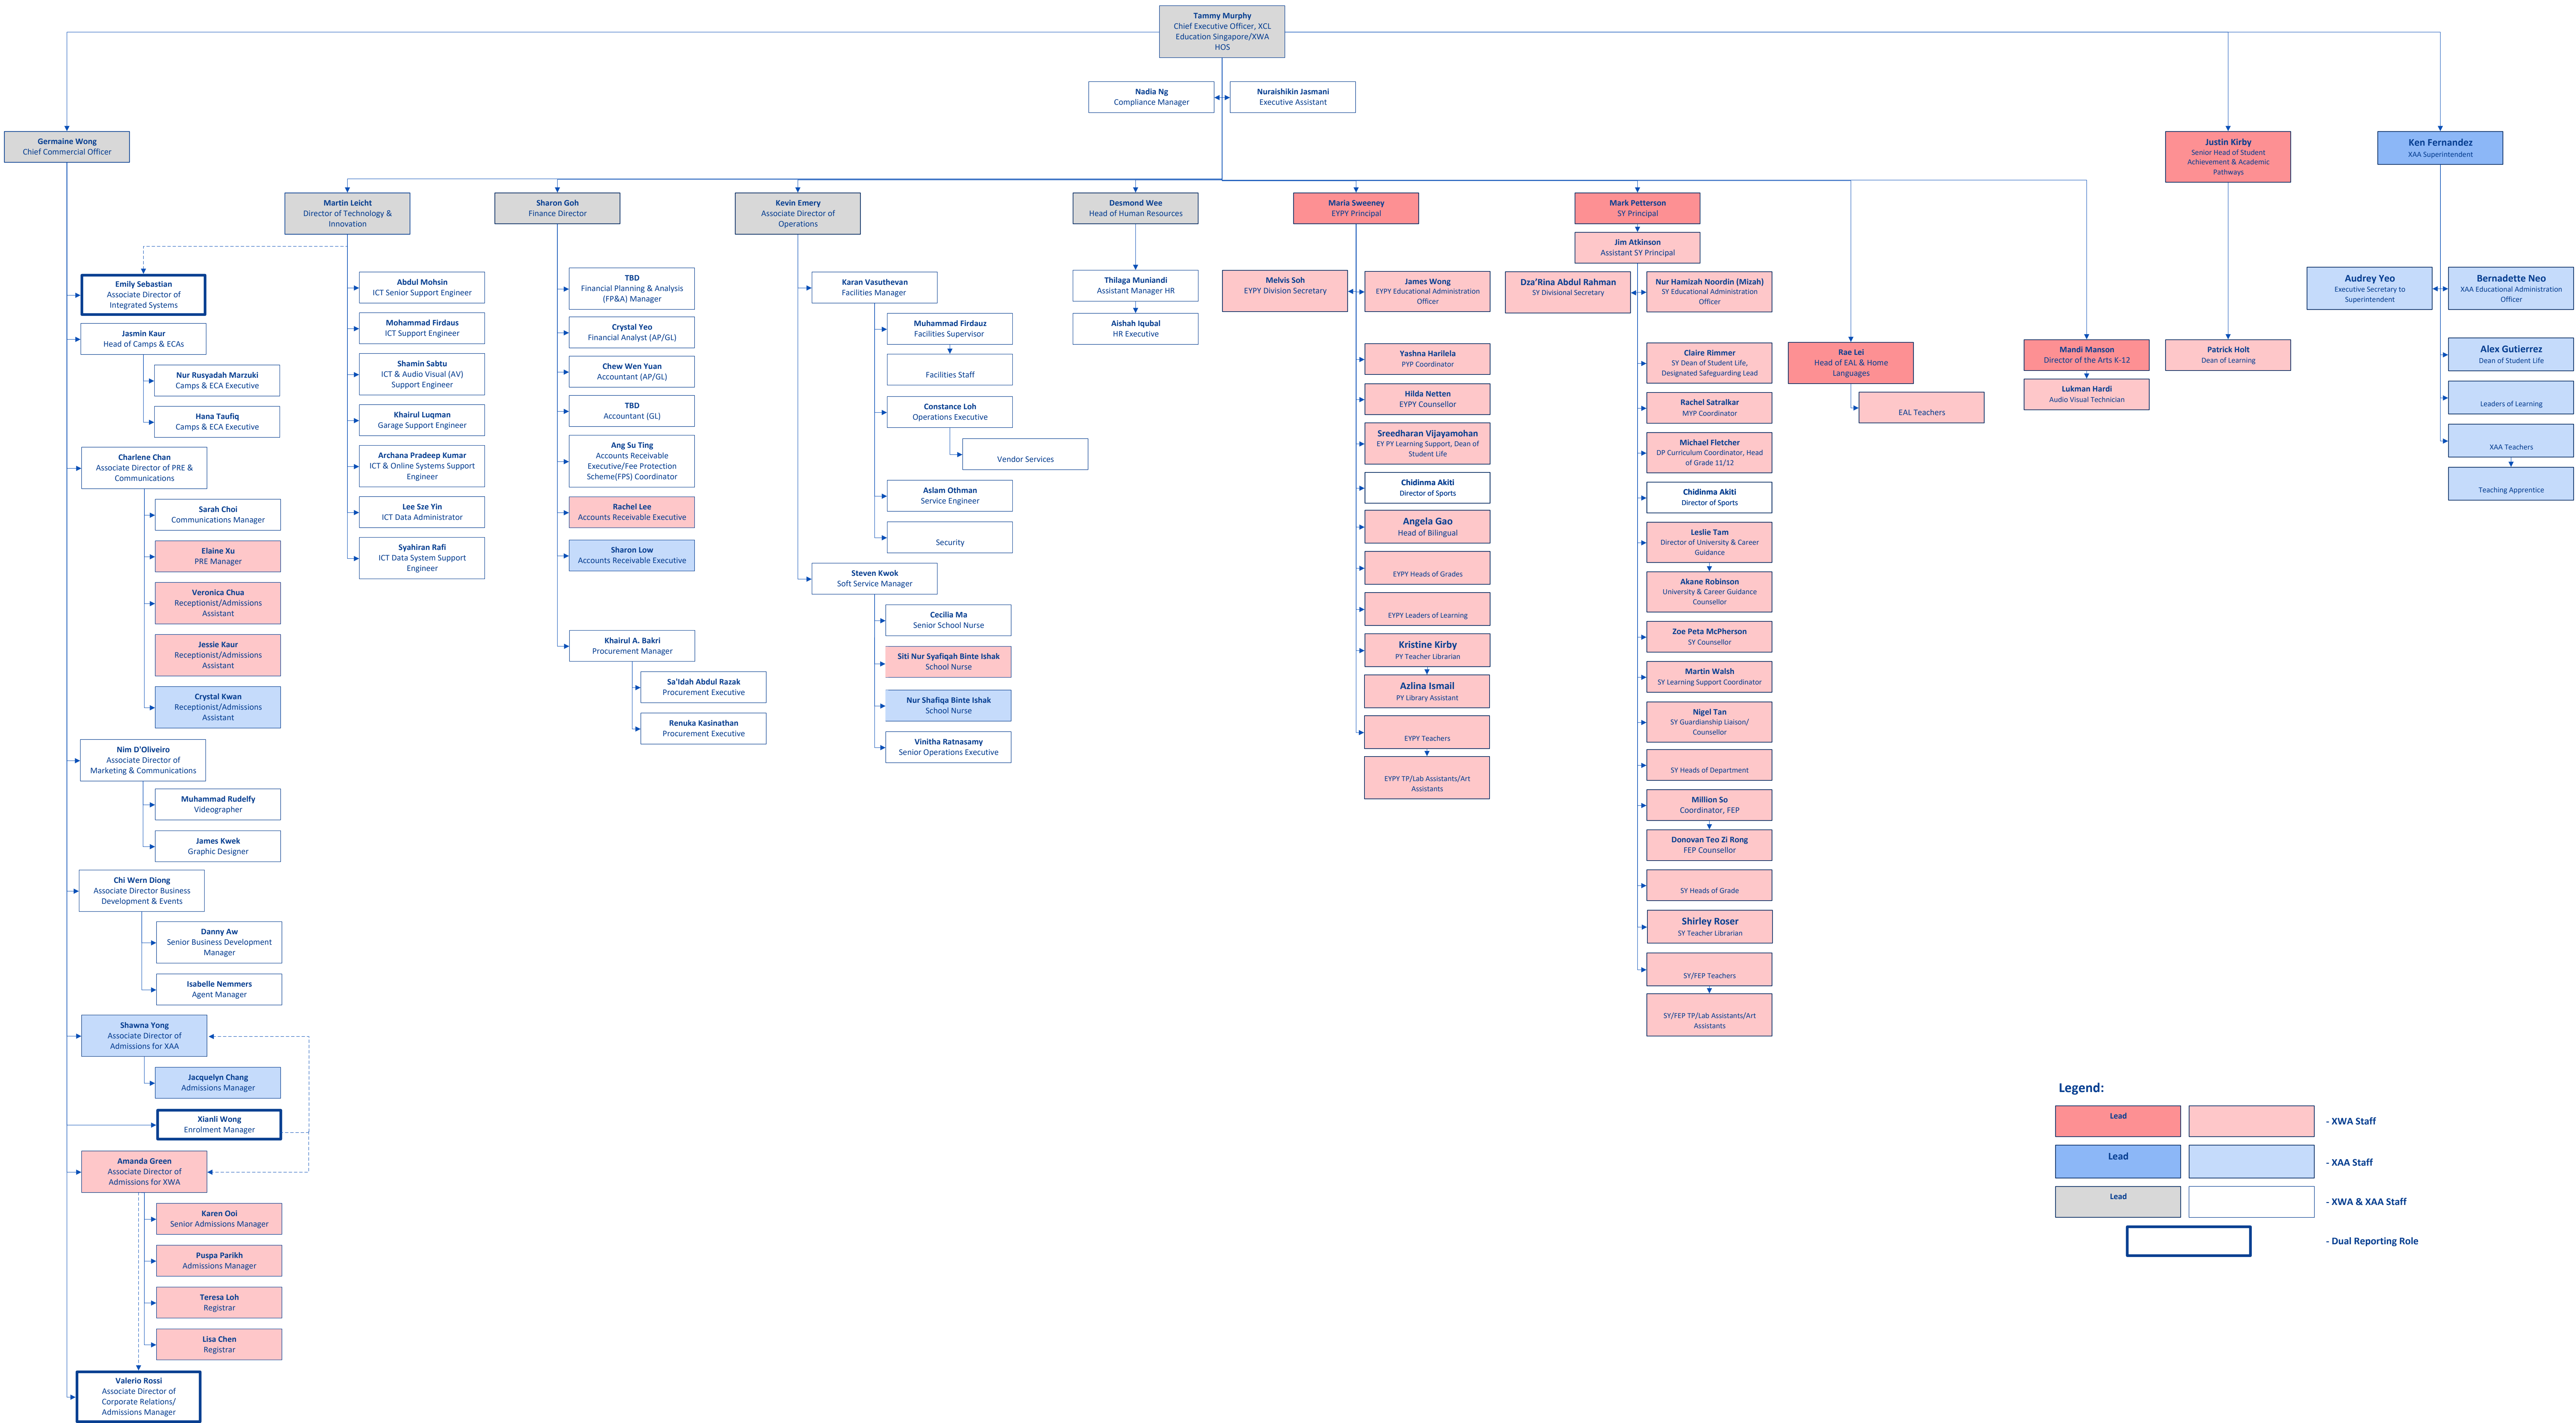 Tammy Murphy
Chief Executive Officer, XCL
Education Singapore/XWA
HOS
Nadia Ng
Compliance Manager
Nuraishikin Jasmani
Executive Assistant
Germaine Wong
Chief Commercial Officer
Justin Kirby
Senior Head of Student
Achievement & Academic
Pathways
Ken Fernandez
XAA Superintendent
Martin Leicht
Director of Technology &
Innovation
Sharon Goh
Finance Director
Kevin Emery
Associate Director of
Operations
Desmond Wee
Head of Human Resources
Maria Sweeney
EYPY Principal
Mark Petterson
SY Principal
Jim Atkinson
Assistant SY Principal
Emily Sebastian
Associate Director of
Integrated Systems
Jasmin Kaur
Head of Camps & ECAs
Nur Rusyadah Marzuki
Camps & ECA Executive
Hana Taufiq
Camps & ECA Executive
Charlene Chan
Associate Director of PRE &
Communications
Sarah Choi
Communications Manager
Elaine Xu
PRE Manager
Veronica Chua
Receptionist/Admissions
Assistant
Jessie Kaur
Receptionist/Admissions
Assistant
Crystal Kwan
Receptionist/Admissions
Assistant
Nim D'Oliveiro
Associate Director of
Marketing & Communications
Muhammad Rudelfy
Videographer
James Kwek
Graphic Designer
Chi Wern Diong
Associate Director Business
Development & Events
Danny Aw
Senior Business Development
Manager
Isabelle Nemmers
Agent Manager
Shawna Yong
Associate Director of
Admissions for XAA
Jacquelyn Chang
Admissions Manager
Xianli Wong
Enrolment Manager
Amanda Green
Associate Director of
Admissions for XWA
Karen Ooi
Senior Admissions Manager
Puspa Parikh
Admissions Manager
Teresa Loh
Registrar
Lisa Chen
Registrar
Valerio Rossi
Associate Director of
Corporate Relations/
Admissions Manager
Abdul Mohsin
ICT Senior Support Engineer
Mohammad Firdaus
ICT Support Engineer
Shamin Sabtu
ICT & Audio Visual (AV)
Support Engineer
Khairul Luqman
Garage Support Engineer
Archana Pradeep Kumar
ICT & Online Systems Support
Engineer
Lee Sze Yin
ICT Data Administrator
Syahiran Rafi
ICT Data System Support
Engineer
TBD
Financial Planning & Analysis
(FP&A) Manager
Crystal Yeo
Financial Analyst (AP/GL)
Chew Wen Yuan
Accountant (AP/GL)
TBD
Accountant (GL)
Ang Su Ting
Accounts Receivable
Executive/Fee Protection
Scheme(FPS) Coordinator
Rachel Lee
Accounts Receivable Executive
Sharon Low
Accounts Receivable Executive
Khairul A. Bakri
Procurement Manager
Sa'Idah Abdul Razak
Procurement Executive
Renuka Kasinathan
Procurement Executive
Karan Vasuthevan
Facilities Manager
Muhammad Firdauz
Facilities Supervisor
Facilities Staff
Constance Loh
Operations Executive
Vendor Services
Aslam Othman
Service Engineer
Security
Steven Kwok
Soft Service Manager
Cecilia Ma
Senior School Nurse
Siti Nur Syafiqah Binte Ishak
School Nurse
Nur Shafiqa Binte Ishak
School Nurse
Vinitha Ratnasamy
Senior Operations Executive
Thilaga Muniandi
Assistant Manager HR
Aishah Iqubal
HR Executive
Melvis Soh
EYPY Division Secretary
James Wong
EYPY Educational Administration
Officer
Yashna Harilela
PYP Coordinator
Hilda Netten
EYPY Counsellor
Sreedharan Vijayamohan
EY PY Learning Support, Dean of
Student Life
Chidinma Akiti
Director of Sports
Angela Gao
Head of Bilingual
EYPY Heads of Grades
EYPY Leaders of Learning
Kristine Kirby
PY Teacher Librarian
Azlina Ismail
PY Library Assistant
EYPY Teachers
EYPY TP/Lab Assistants/Art
Assistants
Dza'Rina Abdul Rahman
SY Divisional Secretary
Nur Hamizah Noordin (Mizah)
SY Educational Administration
Officer
Claire Rimmer
SY Dean of Student Life,
Designated Safeguarding Lead
Rachel Satralkar
MYP Coordinator
Michael Fletcher
DP Curriculum Coordinator, Head
of Grade 11/12
Chidinma Akiti
Director of Sports
Leslie Tam
Director of University & Career
Guidance
Akane Robinson
University & Career Guidance
Counsellor
Zoe Peta McPherson
SY Counsellor
Martin Walsh
SY Learning Support Coordinator
Nigel Tan
SY Guardianship Liaison/
Counsellor
SY Heads of Department
Million So
Coordinator, FEP
Donovan Teo Zi Rong
FEP Counsellor
SY Heads of Grade
Shirley Roser
SY Teacher Librarian
SY/FEP Teachers
SY/FEP TP/Lab Assistants/Art
Assistants
Rae Lei
Head of EAL & Home
Languages
EAL Teachers
Mandi Manson
Director of the Arts K-12
Lukman Hardi
Audio Visual Technician
Patrick Holt
Dean of Learning
Audrey Yeo
Executive Secretary to
Superintendent
Bernadette Neo
XAA Educational Administration
Officer
Alex Gutierrez
Dean of Student Life
Leaders of Learning
XAA Teachers
Teaching Apprentice
Legend:
Lead
- XWA Staff
Lead
- XAA Staff
Lead
- XWA & XAA Staff
- Dual Reporting Role